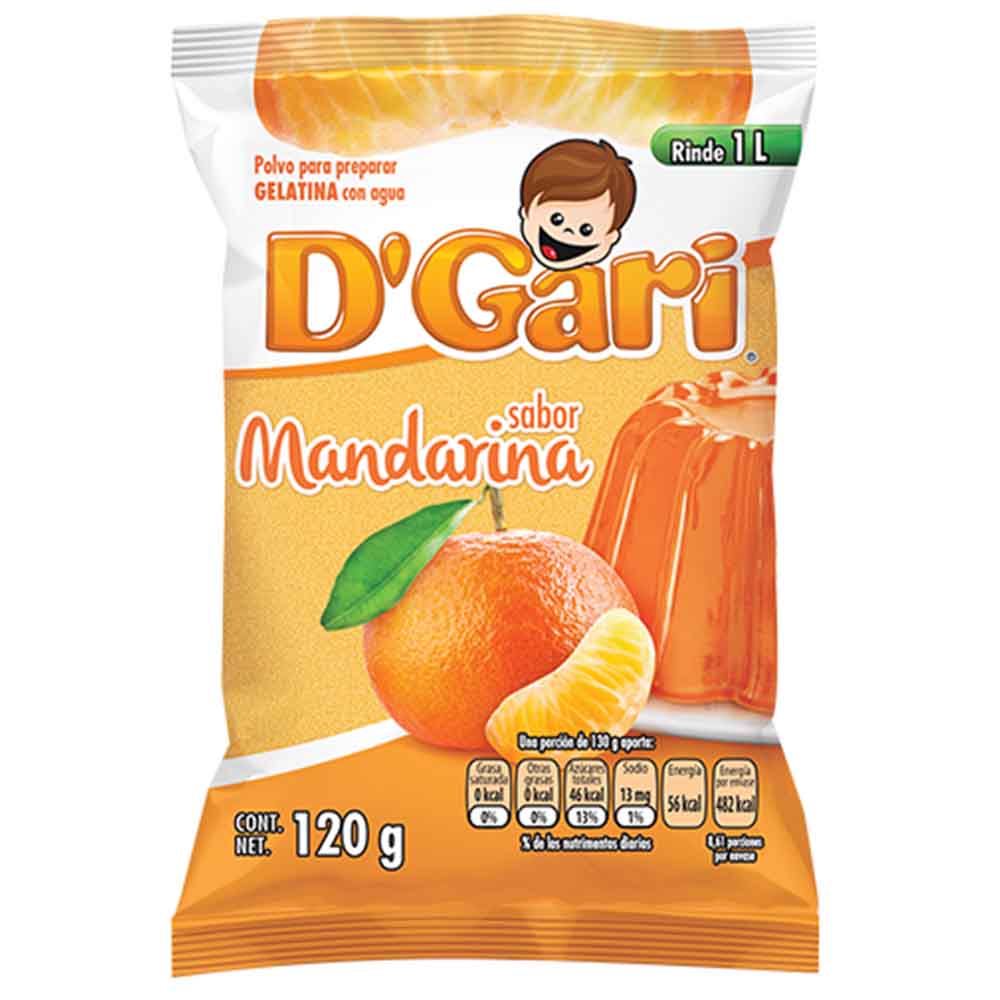 Rinde 1 L
Polvo para preparar
GELATINA con agua
D'Gari
®
sabor
Mandarina
Una porción de 130 g aporta:
Grasa saturada 0 kcal 0%
Otras grasas 0 kcal 0%
Azúcares totales 46 kcal 13%
Sodio 13 mg 1%
Energía 56 kcal
Energía por envase 482 kcal
% de los nutrimentos diarios
8,61 porciones
por envase
CONT.
NET. 120 g